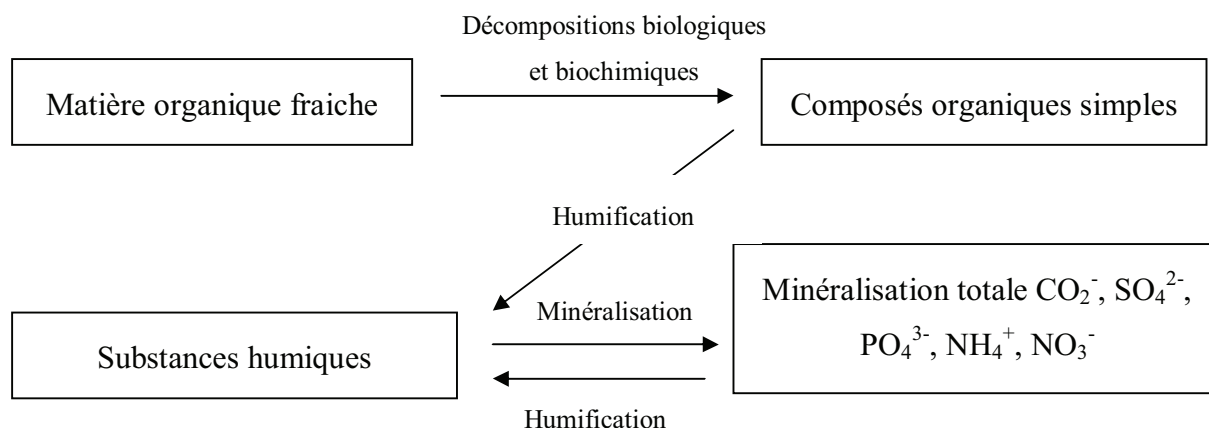 Décompositions biologiques
et biochimiques
Matière organique fraiche
Composés organiques simples
Humification
Minéralisation totale CO₂⁻, SO₄²⁻,
PO₄³⁻, NH₄⁺, NO₃⁻
Minéralisation
Substances humiques
Humification